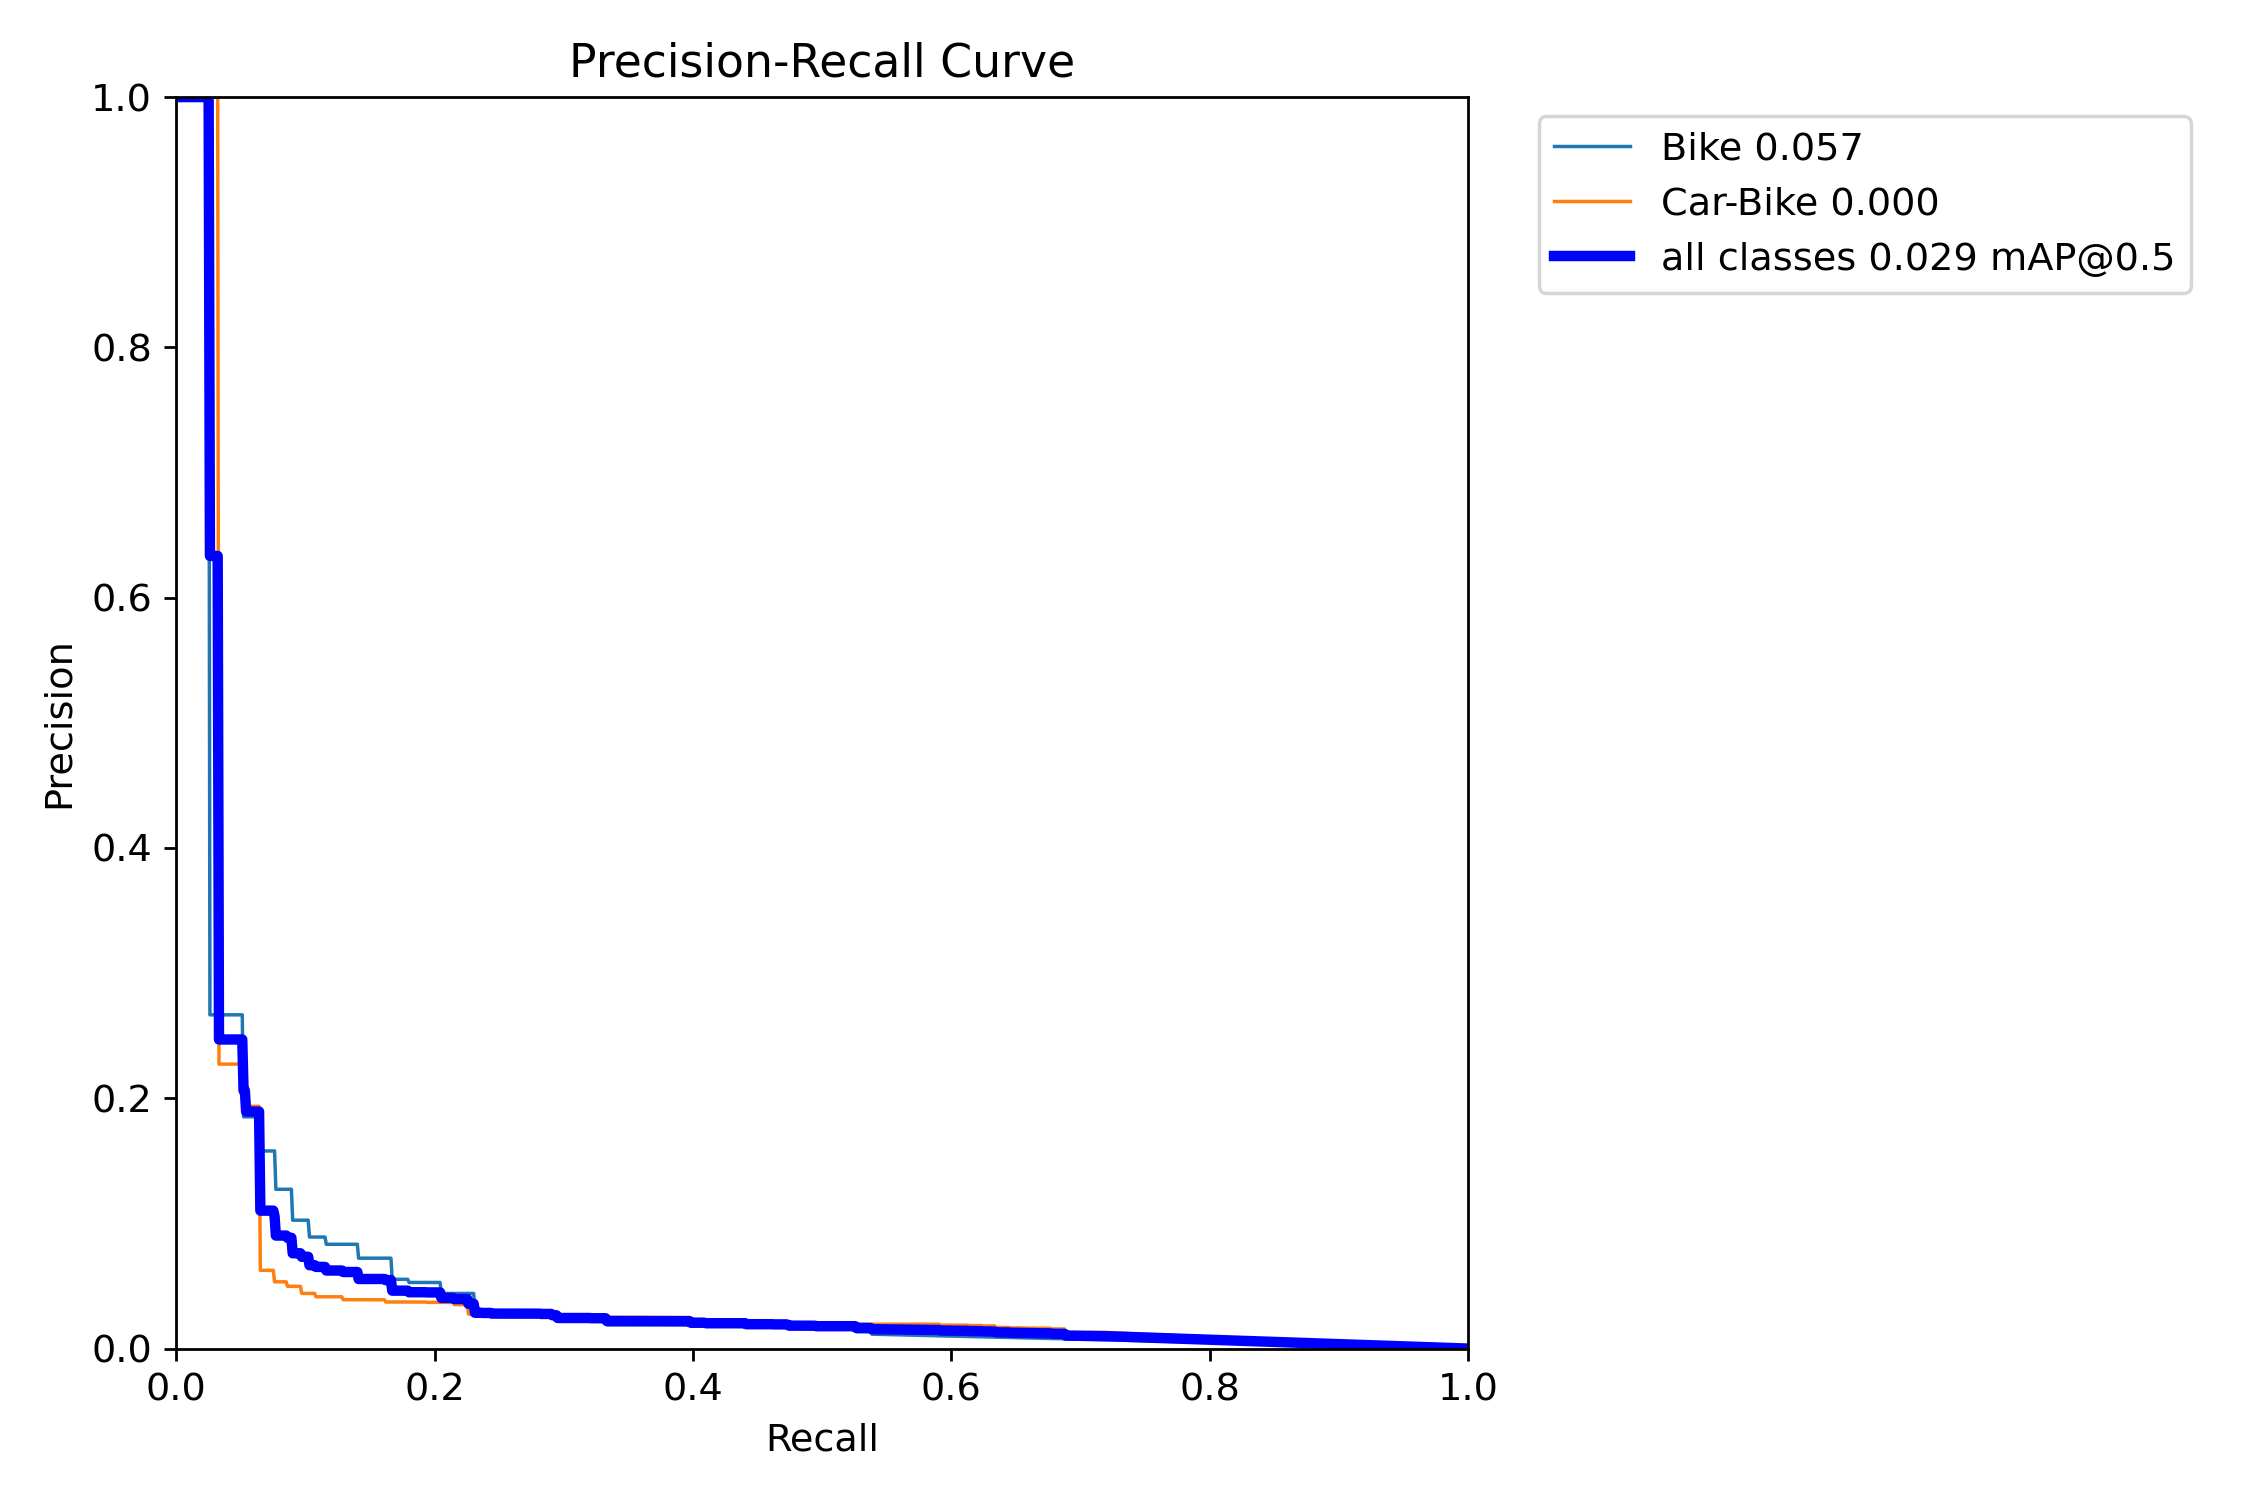 Precision-Recall Curve
1.0
0.8
0.6
0.4
0.2
0.0
Precision
0.0 0.2 0.4 0.6 0.8 1.0
Recall
Bike 0.057
Car-Bike 0.000
all classes 0.029 mAP@0.5